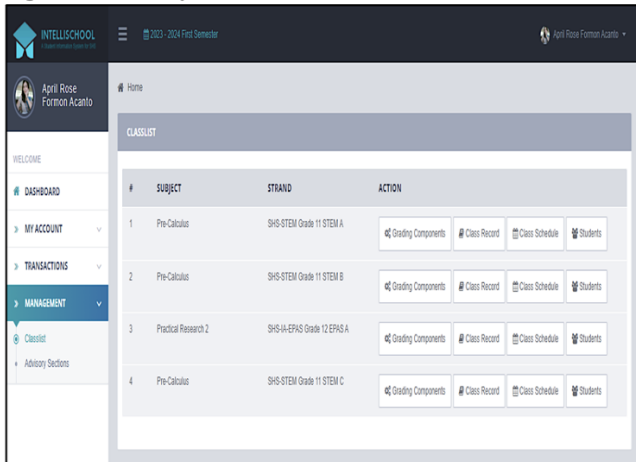 INTELLISCHOOL
2023 - 2024 First Semester
April Rose Formon Acanto
April Rose
Formon Acanto
Home
CLASSLIST
WELCOME
DASHBOARD
MY ACCOUNT
TRANSACTIONS
MANAGEMENT
Classlist
Advisory Sections
# SUBJECT STRAND ACTION
1 Pre-Calculus SHS-STEM Grade 11 STEM A Grading Components Class Record Class Schedule Students
2 Pre-Calculus SHS-STEM Grade 11 STEM B Grading Components Class Record Class Schedule Students
3 Practical Research 2 SHS-IA-EPAS Grade 12 EPAS A Grading Components Class Record Class Schedule Students
4 Pre-Calculus SHS-STEM Grade 11 STEM C Grading Components Class Record Class Schedule Students